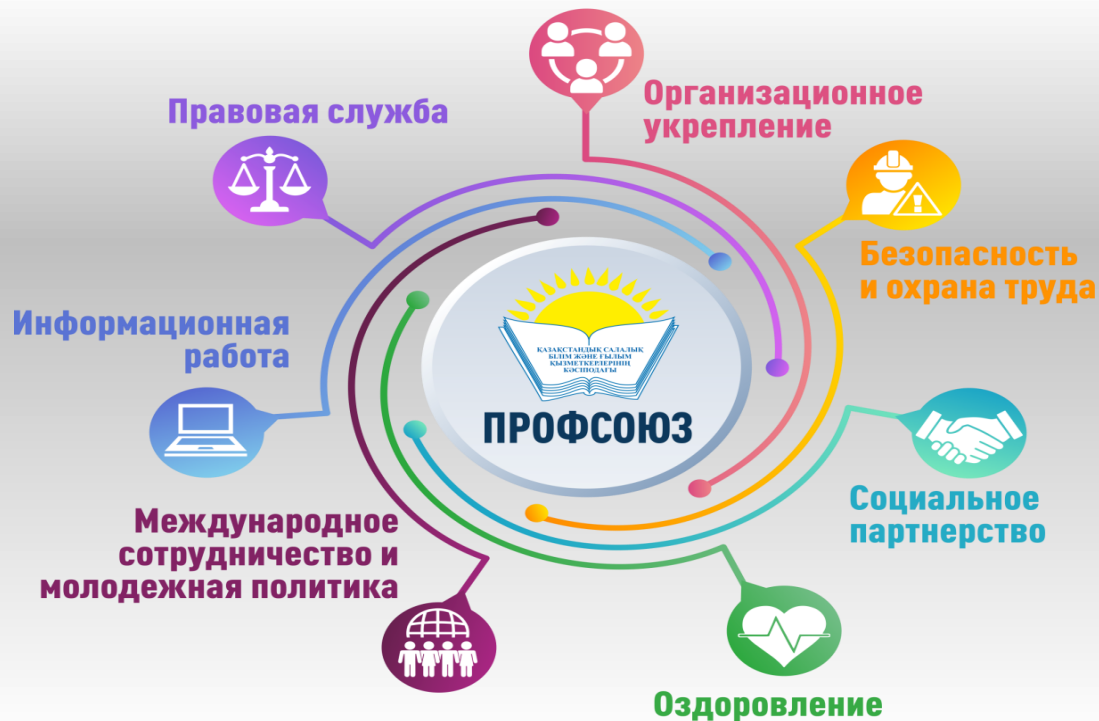 Организационное
укрепление
Правовая служба
Безопасность
и охрана труда
Информационная
работа
ҚАЗАҚСТАНДЫҚ САЛАЛЫҚ
БІЛІМ ЖӘНЕ ҒЫЛЫМ
ҚЫЗМЕТКЕРЛЕРІНІҢ
КӘСІПОДАҒЫ
ПРОФСОЮЗ
Социальное
партнерство
Международное
сотрудничество и
молодежная политика
Оздоровление